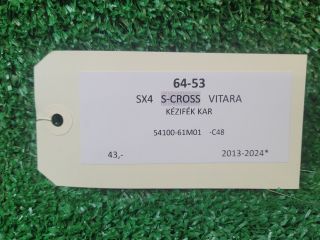 64-53
SX4 S-CROSS VITARA
KÉZIFÉK KAR
54100-61M01 -C48
43,- 2013-2024*